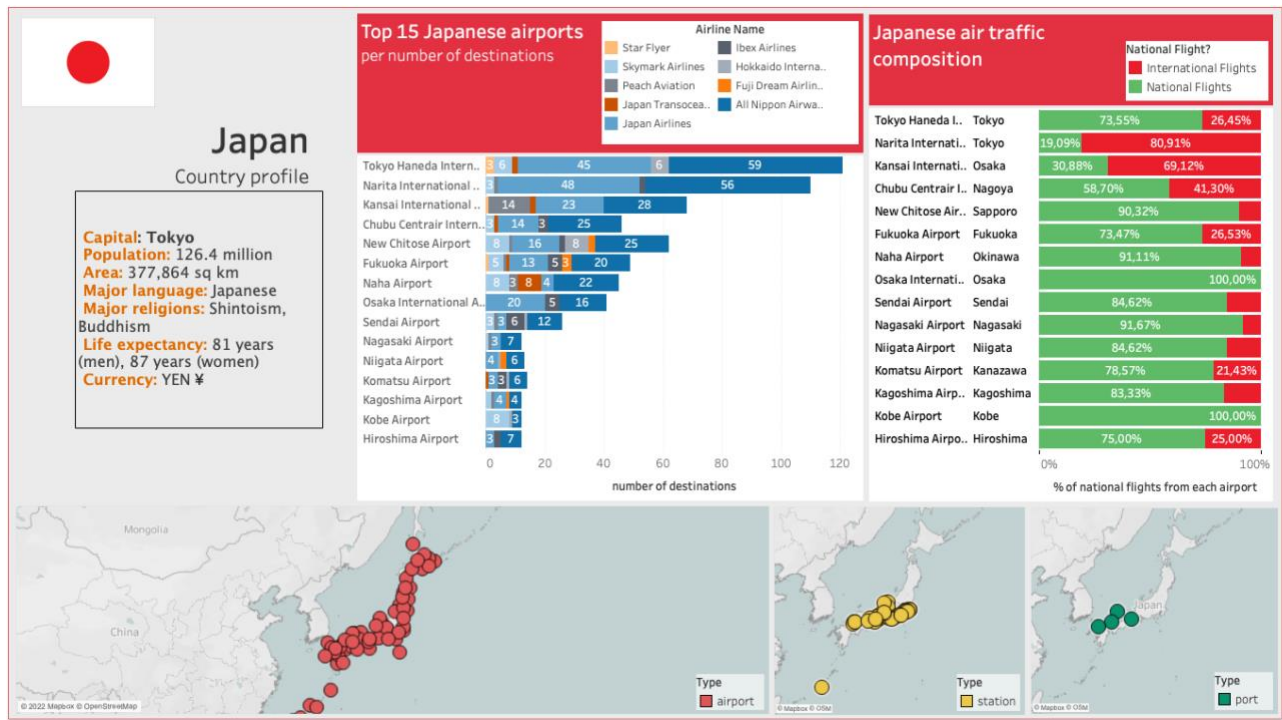 Japan
Country profile
Capital: Tokyo
Population: 126.4 million
Area: 377,864 sq km
Major language: Japanese
Major religions: Shintoism,
Buddhism
Life expectancy: 81 years
(men), 87 years (women)
Currency: YEN ¥
Top 15 Japanese airports
per number of destinations
Airline Name
Star Flyer
Skymark Airlines
Peach Aviation
Japan Transocea..
Japan Airlines
Ibex Airlines
Hokkaido Interna..
Fuji Dream Airlin..
All Nippon Airwa..
Tokyo Haneda Intern.. 3 6 45 6 59
Narita International .. 3 48 56
Kansai International .. 14 23 28
Chubu Centrair Intern.. 3 14 3 25
New Chitose Airport 8 16 8 25
Fukuoka Airport 5 13 5 3 20
Naha Airport 8 3 8 4 22
Osaka International A.. 20 5 16
Sendai Airport 3 3 6 12
Nagasaki Airport 3 7
Niigata Airport 4 6
Komatsu Airport 3 3 6
Kagoshima Airport 4 4
Kobe Airport 8 3
Hiroshima Airport 3 7
0 20 40 60 80 100 120
number of destinations
Japanese air traffic
composition
National Flight?
International Flights
National Flights
Tokyo Haneda I.. Tokyo 73,55% 26,45%
Narita Internati.. Tokyo 19,09% 80,91%
Kansai Internati.. Osaka 30,88% 69,12%
Chubu Centrair I.. Nagoya 58,70% 41,30%
New Chitose Air.. Sapporo 90,32%
Fukuoka Airport Fukuoka 73,47% 26,53%
Naha Airport Okinawa 91,11%
Osaka Internati.. Osaka 100,00%
Sendai Airport Sendai 84,62%
Nagasaki Airport Nagasaki 91,67%
Niigata Airport Niigata 84,62%
Komatsu Airport Kanazawa 78,57% 21,43%
Kagoshima Airp.. Kagoshima 83,33%
Kobe Airport Kobe 100,00%
Hiroshima Airpo.. Hiroshima 75,00% 25,00%
0% 100%
% of national flights from each airport
Mongolia
China
Type
airport
© 2022 Mapbox © OpenStreetMap
Type
station
© Mapbox © OSM
Japan
Type
port
© Mapbox © OSM